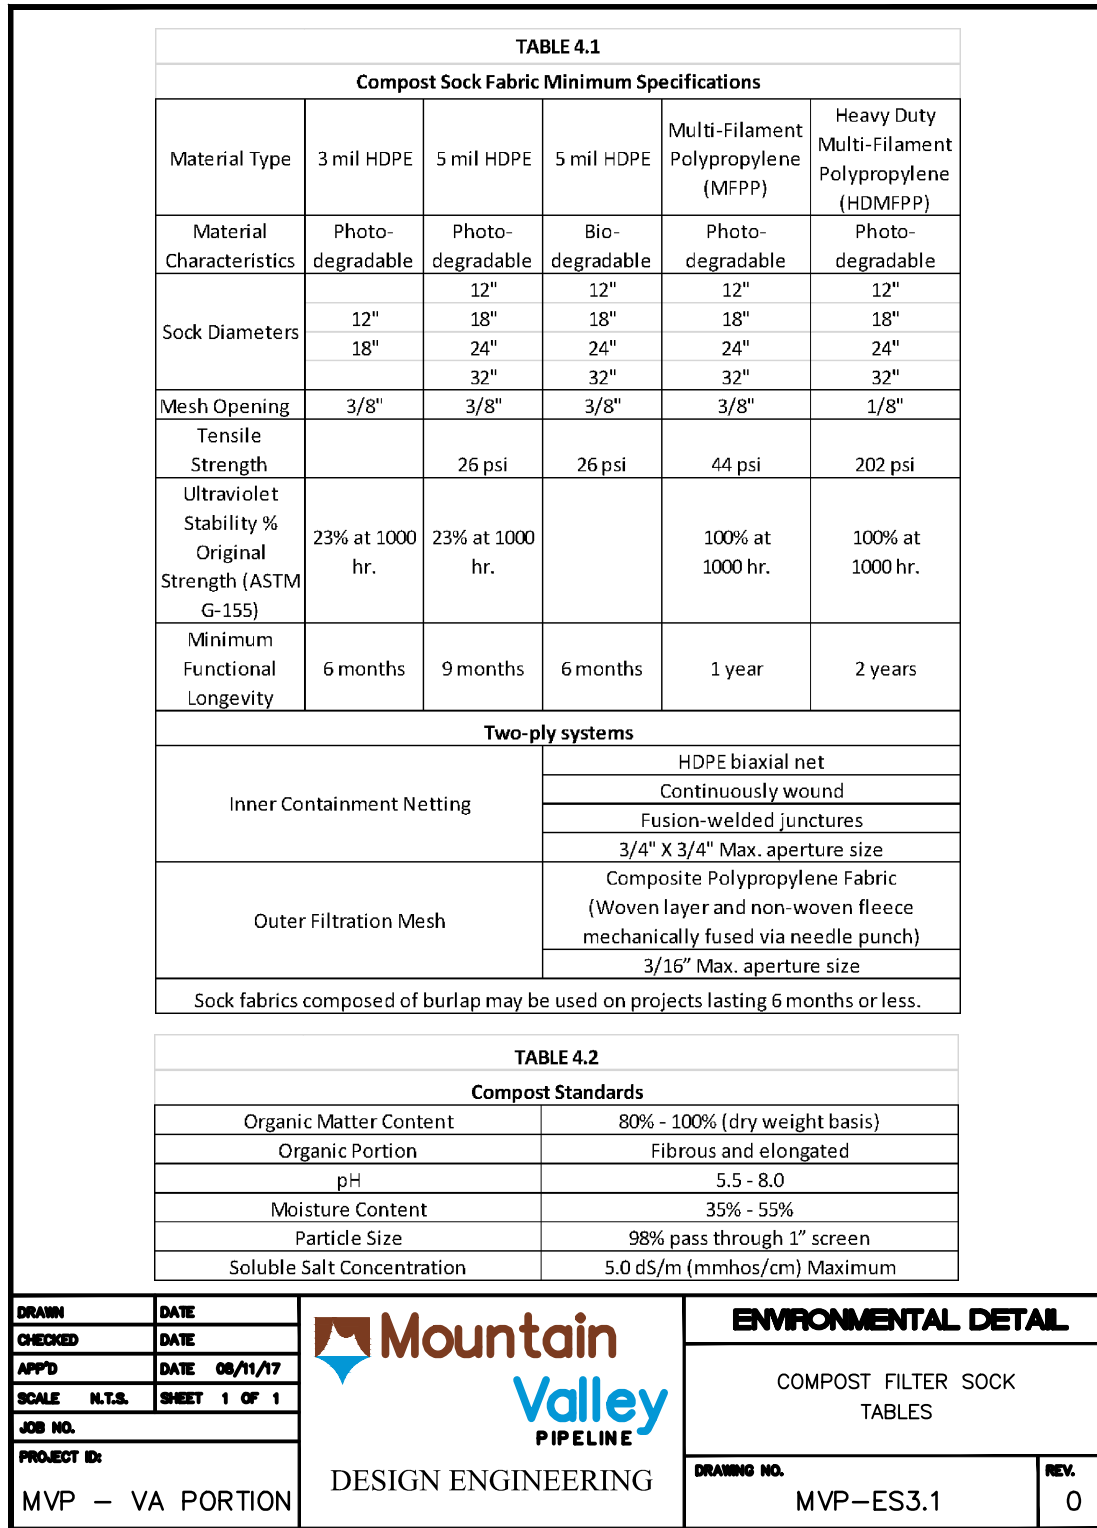 TABLE 4.1
Compost Sock Fabric Minimum Specifications
Material Type
3 mil HDPE
5 mil HDPE
5 mil HDPE
Multi-Filament
Polypropylene
(MFPP)
Heavy Duty
Multi-Filament
Polypropylene
(HDMFPP)
Material
Characteristics
Photo-
degradable
Photo-
degradable
Bio-
degradable
Photo-
degradable
Photo-
degradable
Sock Diameters
12"
18"
12"
18"
24"
32"
12"
18"
24"
32"
12"
18"
24"
32"
12"
18"
24"
32"
Mesh Opening 3/8" 3/8" 3/8" 3/8" 1/8"
Tensile
Strength 26 psi 26 psi 44 psi 202 psi
Ultraviolet
Stability %
Original
Strength (ASTM
G-155)
23% at 1000
hr.
23% at 1000
hr.
100% at
1000 hr.
100% at
1000 hr.
Minimum
Functional
Longevity
6 months 9 months 6 months 1 year 2 years
Two-ply systems
Inner Containment Netting
HDPE biaxial net
Continuously wound
Fusion-welded junctures
3/4" X 3/4" Max. aperture size
Outer Filtration Mesh
Composite Polypropylene Fabric
(Woven layer and non-woven fleece
mechanically fused via needle punch)
3/16” Max. aperture size
Sock fabrics composed of burlap may be used on projects lasting 6 months or less.
TABLE 4.2
Compost Standards
Organic Matter Content 80% - 100% (dry weight basis)
Organic Portion Fibrous and elongated
pH 5.5 - 8.0
Moisture Content 35% - 55%
Particle Size 98% pass through 1” screen
Soluble Salt Concentration 5.0 dS/m (mmhos/cm) Maximum
DRAWN DATE
CHECKED DATE
APP'D DATE 08/11/17
SCALE N.T.S. SHEET 1 OF 1
JOB NO.
PROJECT ID:
MVP – VA PORTION
Mountain
Valley
PIPELINE
DESIGN ENGINEERING
ENVIRONMENTAL DETAIL
COMPOST FILTER SOCK
TABLES
DRAWING NO.
MVP–ES3.1
REV.
0